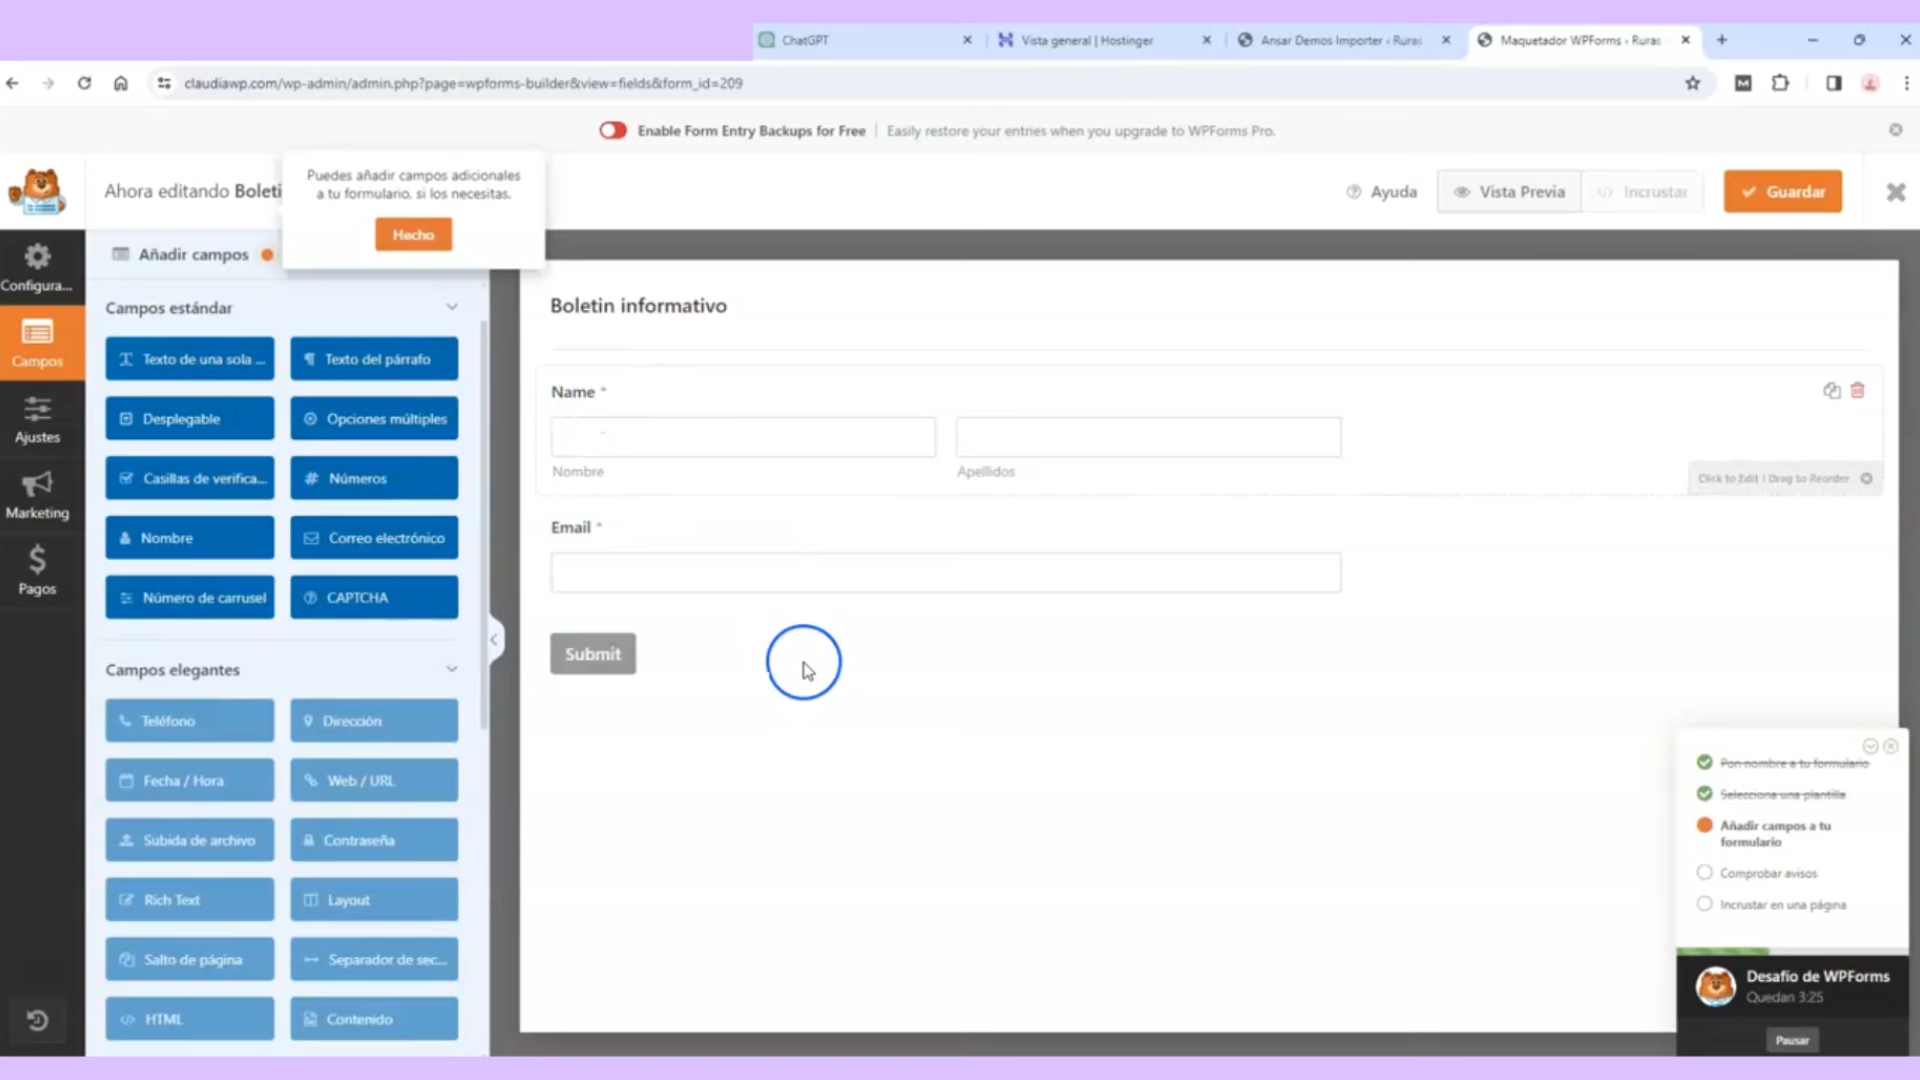 ChatGPT
Vista general | Hostinger
Ansar Demos Importer ‹ Ruras
Maquetador WPForms ‹ Ruras
claudiawp.com/wp-admin/admin.php?page=wpforms-builder&view=fields&form_id=209
Enable Form Entry Backups for Free | Easily restore your entries when you upgrade to WPForms Pro.
Ahora editando Boleti
Puedes añadir campos adicionales
a tu formulario, si los necesitas.
Hecho
Ayuda
Vista Previa
Incrustar
Guardar
Configura...
Campos
Ajustes
Marketing
Pagos
Añadir campos
Campos estándar
Texto de una sola ...
Texto del párrafo
Desplegable
Opciones múltiples
Casillas de verifica...
Números
Nombre
Correo electrónico
Número de carrusel
CAPTCHA
Campos elegantes
Teléfono
Dirección
Fecha / Hora
Web / URL
Subida de archivo
Contraseña
Rich Text
Layout
Salto de página
Separador de sec...
HTML
Contenido
Boletin informativo
Name *
Nombre
Apellidos
Click to Edit | Drag to Reorder
Email *
Submit
Pon nombre a tu formulario
Selecciona una plantilla
Añadir campos a tu
formulario
Comprobar avisos
Incrustar en una página
Desafío de WPForms
Quedan 3:25
Pausar